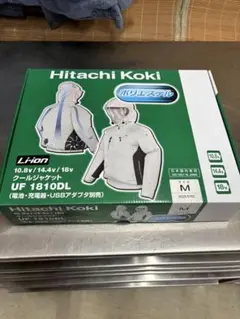 Hitachi Koki
ポリエステル
Li-ion
10.8v/14.4v/18v
クールジャケット
UF 1810DL
(電池・充電器・USBアダプタ別売)
M
UF 1810DL